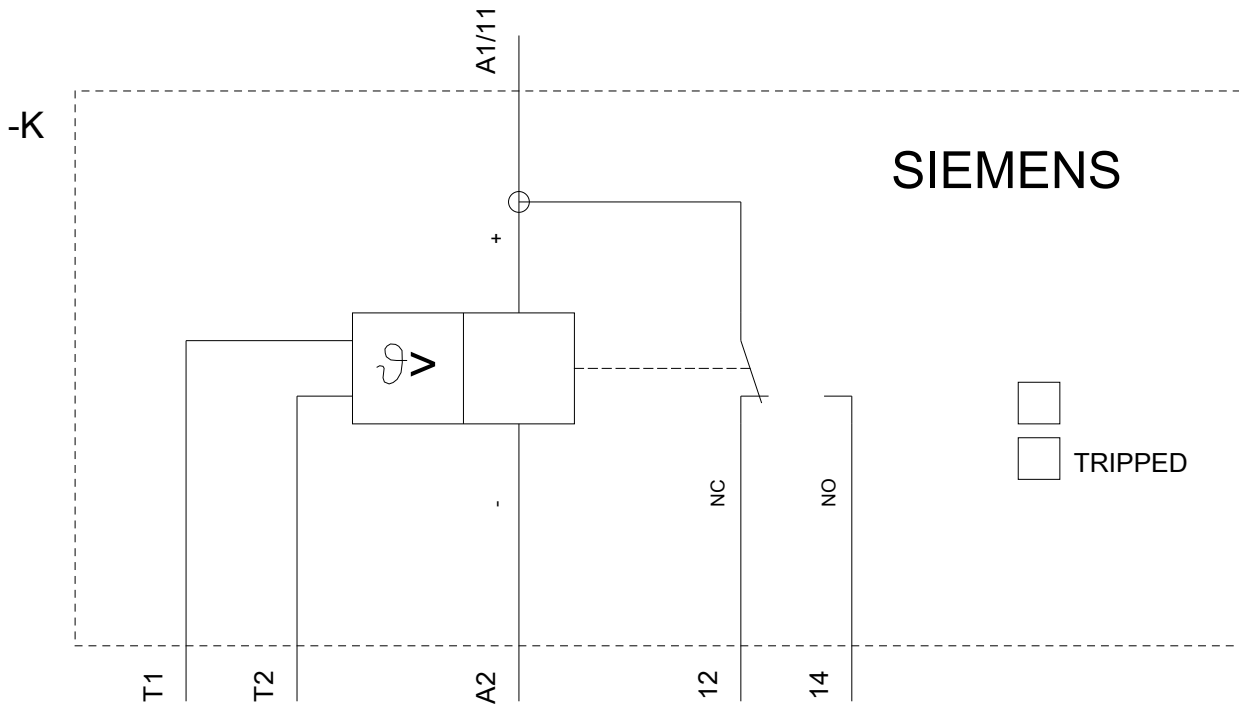 A1/11
-K
SIEMENS
+
ϑ>
TRIPPED
-
NC
NO
T1
T2
A2
12
14